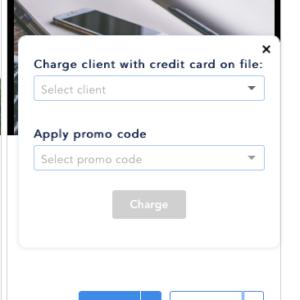 Charge client with credit card on file:
Select client
Apply promo code
Select promo code
Charge